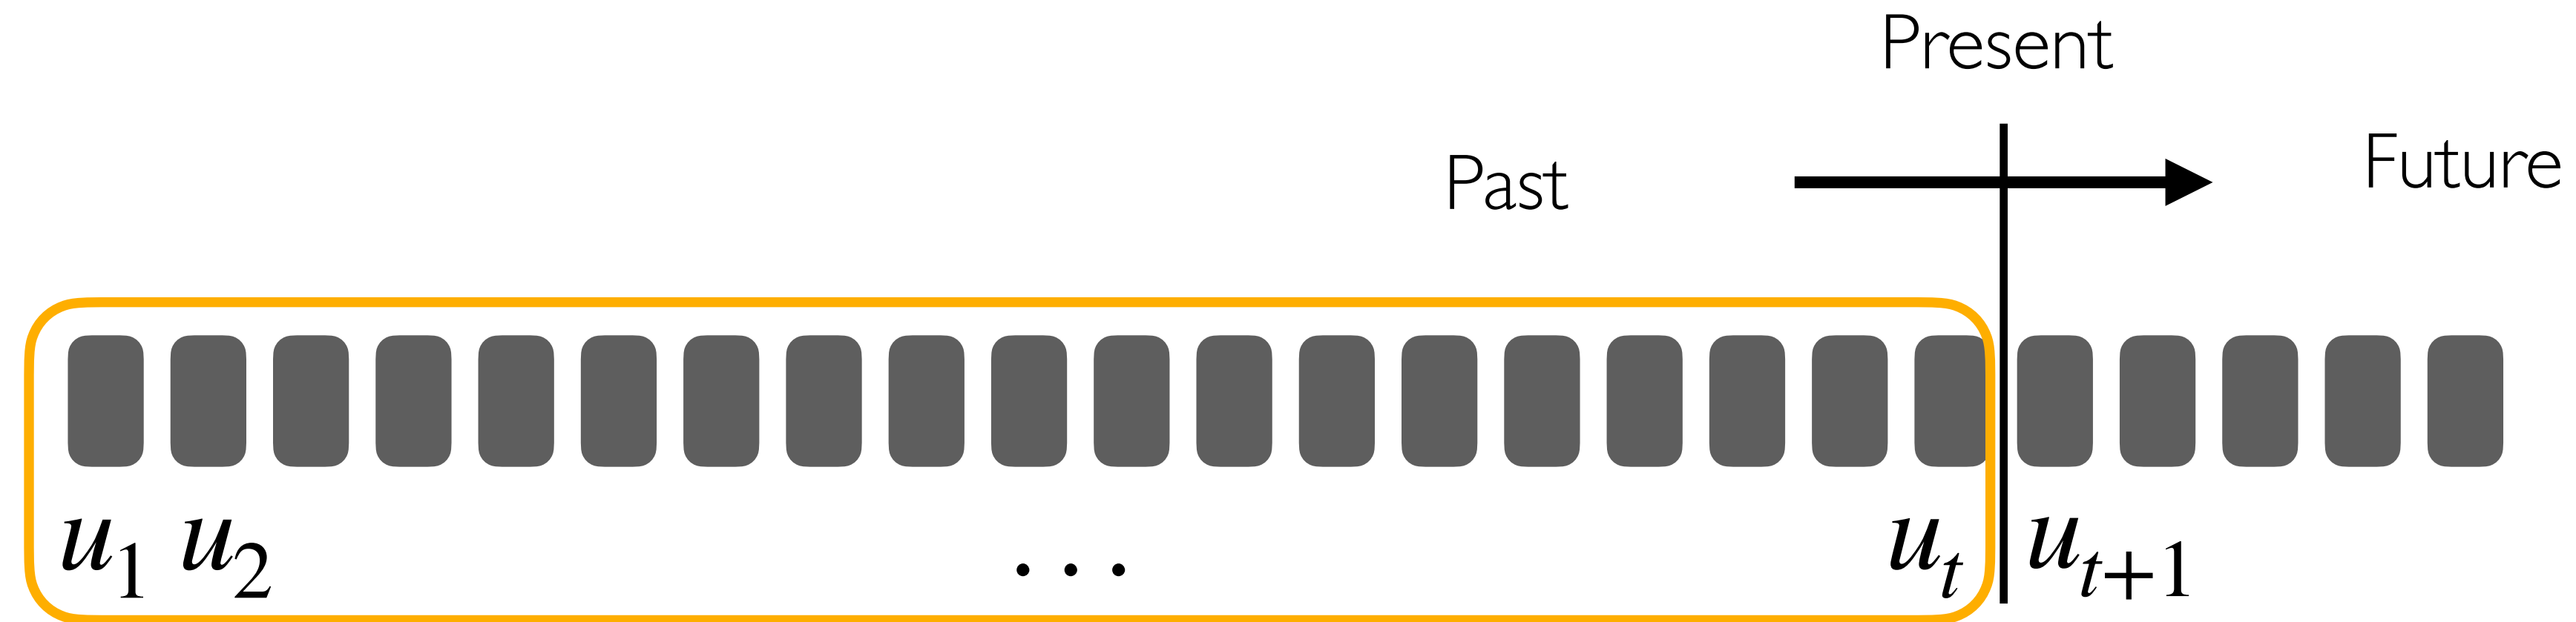 Present
Past
Future
u₁ u₂ ... uₜ uₜ₊₁